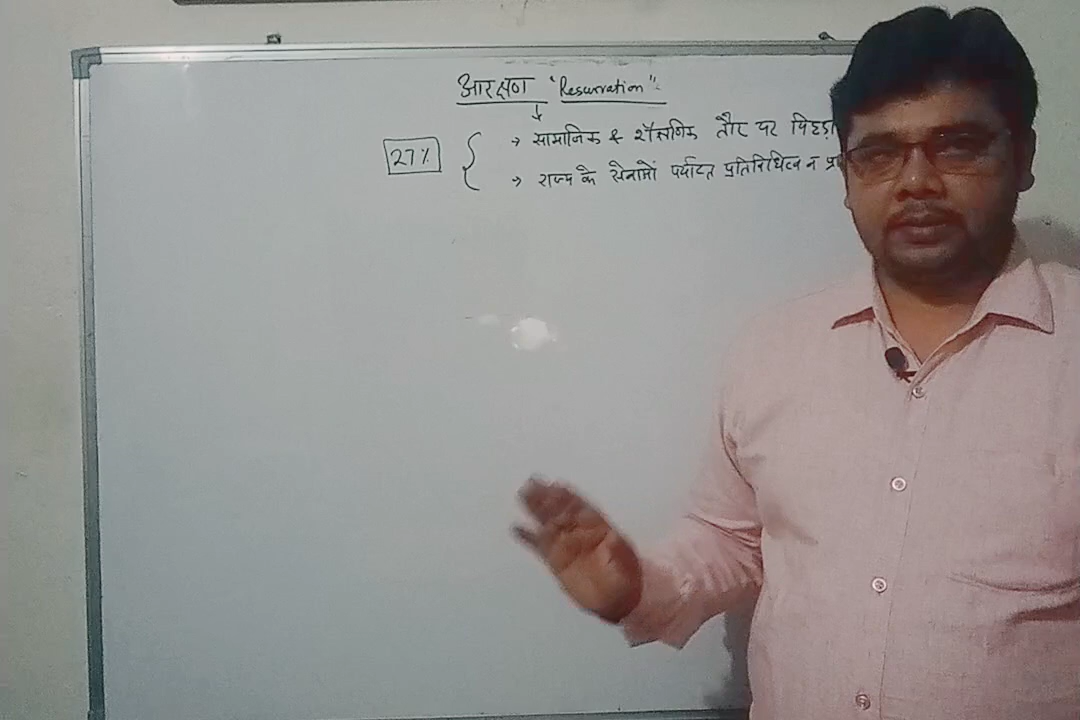 आरक्षण "Reservation":
27%
→ सामाजिक & शैक्षणिक तौर पर पिछड़ा
→ राज्य के सेवाओं पर्याप्त प्रतिनिधित्व न